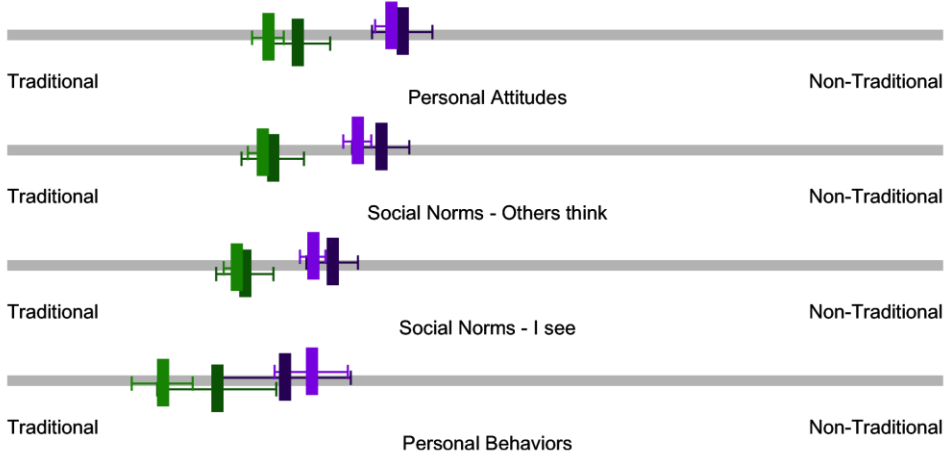 Traditional
Non-Traditional
Personal Attitudes
Traditional
Non-Traditional
Social Norms - Others think
Traditional
Non-Traditional
Social Norms - I see
Traditional
Non-Traditional
Personal Behaviors